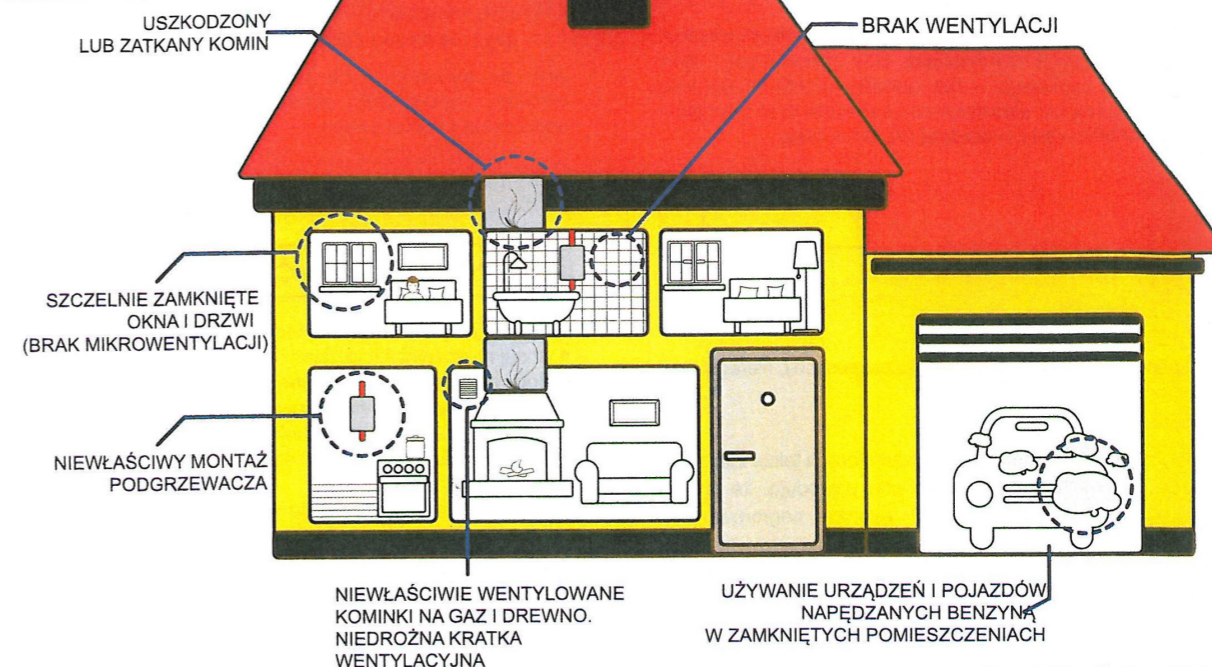 USZKODZONY
LUB ZATKANY KOMIN
BRAK WENTYLACJI
SZCZELNIE ZAMKNIĘTE
OKNA I DRZWI
(BRAK MIKROWENTYLACJI)
NIEWŁAŚCIWY MONTAŻ
PODGRZEWACZA
NIEWŁAŚCIWIE WENTYLOWANE
KOMINKI NA GAZ I DREWNO.
NIEDROŻNA KRATKA
WENTYLACYJNA
UŻYWANIE URZĄDZEŃ I POJAZDÓW
NAPĘDZANYCH BENZYNĄ
W ZAMKNIĘTYCH POMIESZCZENIACH